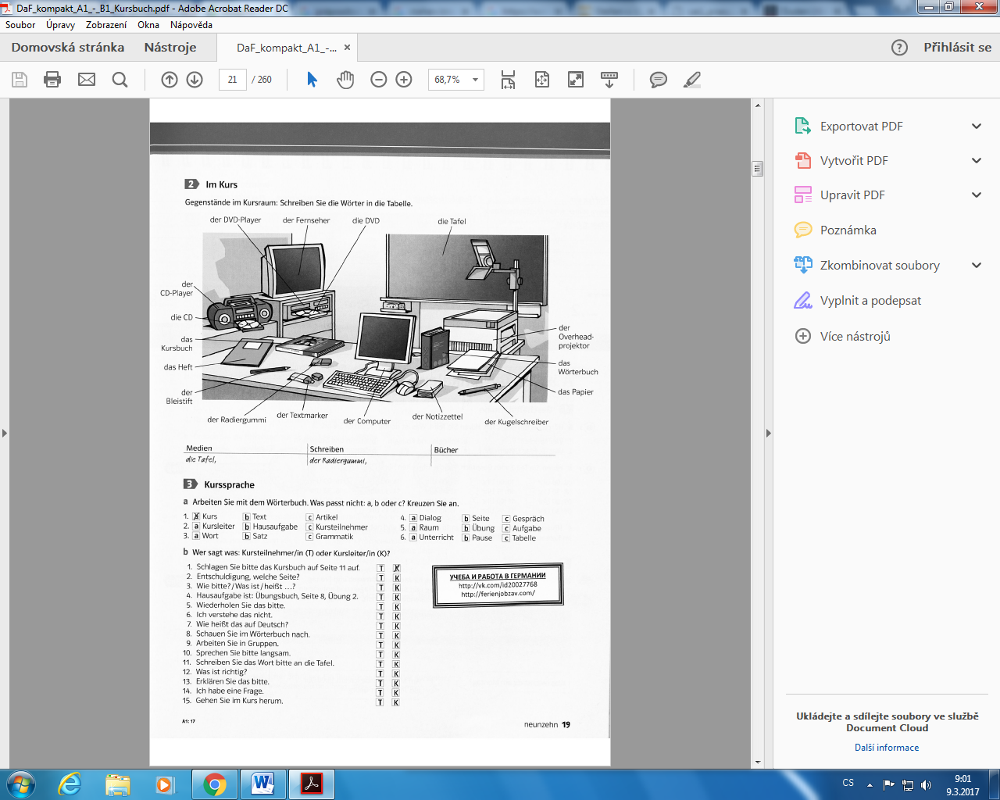 DaF_kompakt_A1_-_B1_Kursbuch.pdf - Adobe Acrobat Reader DC
Soubor Úpravy Zobrazení Okna Nápověda
Domovská stránka Nástroje DaF_kompakt_A1_-... × Přihlásit se
21 / 260 68,7%
Exportovat PDF
Vytvořit PDF
Upravit PDF
Poznámka
Zkombinovat soubory
Vyplnit a podepsat
Více nástrojů
Ukládejte a sdílejte soubory ve službě
Document Cloud
Další informace
2 Im Kurs
Gegenstände im Kursraum: Schreiben Sie die Wörter in die Tabelle.
der DVD-Player der Fernseher die DVD die Tafel
der
CD-Player
die CD
das
Kursbuch
das Heft
der
Bleistift
der
Overhead-
projektor
das
Wörterbuch
das Papier
der Radiergummi der Textmarker der Computer der Notizzettel der Kugelschreiber
Medien Schreiben Bücher
die Tafel, der Radiergummi,
3 Kurssprache
a Arbeiten Sie mit dem Wörterbuch. Was passt nicht: a, b oder c? Kreuzen Sie an.
1. a Kurs b Text c Artikel 4. a Dialog b Seite c Gespräch
2. a Kursleiter b Hausaufgabe c Kursteilnehmer 5. a Raum b Übung c Aufgabe
3. a Wort b Satz c Grammatik 6. a Unterricht b Pause c Tabelle
b Wer sagt was: Kursteilnehmer/in (T) oder Kursleiter/in (K)?
1. Schlagen Sie bitte das Kursbuch auf Seite 11 auf. T K
2. Entschuldigung, welche Seite? T K
3. Wie bitte? / Was ist / heißt ...? T K
4. Hausaufgabe ist: Übungsbuch, Seite 8, Übung 2. T K
5. Wiederholen Sie das bitte. T K
6. Ich verstehe das nicht. T K
7. Wie heißt das auf Deutsch? T K
8. Schauen Sie im Wörterbuch nach. T K
9. Arbeiten Sie in Gruppen. T K
10. Sprechen Sie bitte langsam. T K
11. Schreiben Sie das Wort bitte an die Tafel. T K
12. Was ist richtig? T K
13. Erklären Sie das bitte. T K
14. Ich habe eine Frage. T K
15. Gehen Sie im Kurs herum. T K
УЧЕБА И РАБОТА В ГЕРМАНИИ
http://vk.com/id20027768
http://ferienjobzav.com/
A1: 17
neunzehn 19
CS 9:01
9.3.2017